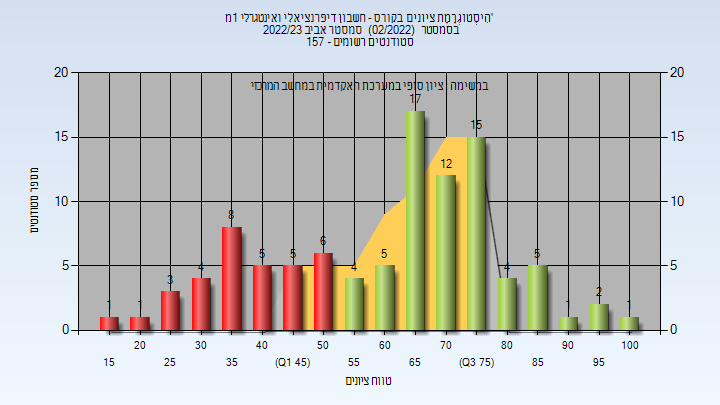 היסטוגרמת ציונים בקורס - חשבון דיפרנציאלי ואינטגרלי 1מ'
בסמסטר (02/2022) סמסטר אביב 2022/23
סטודנטים רשומים - 157
במשימה : ציון סופי במערכת האקדמית במחשב המרכזי
מספר סטודנטים
20 20
15 15
10 10
5 5
0 0
1 1 3 4 8 5 5 6 4 5 17 12 15 4 5 1 2 1
20 30 40 50 60 70 80 90 100
15 25 35 (Q1 45) 55 65 (Q3 75) 85 95
טווח ציונים